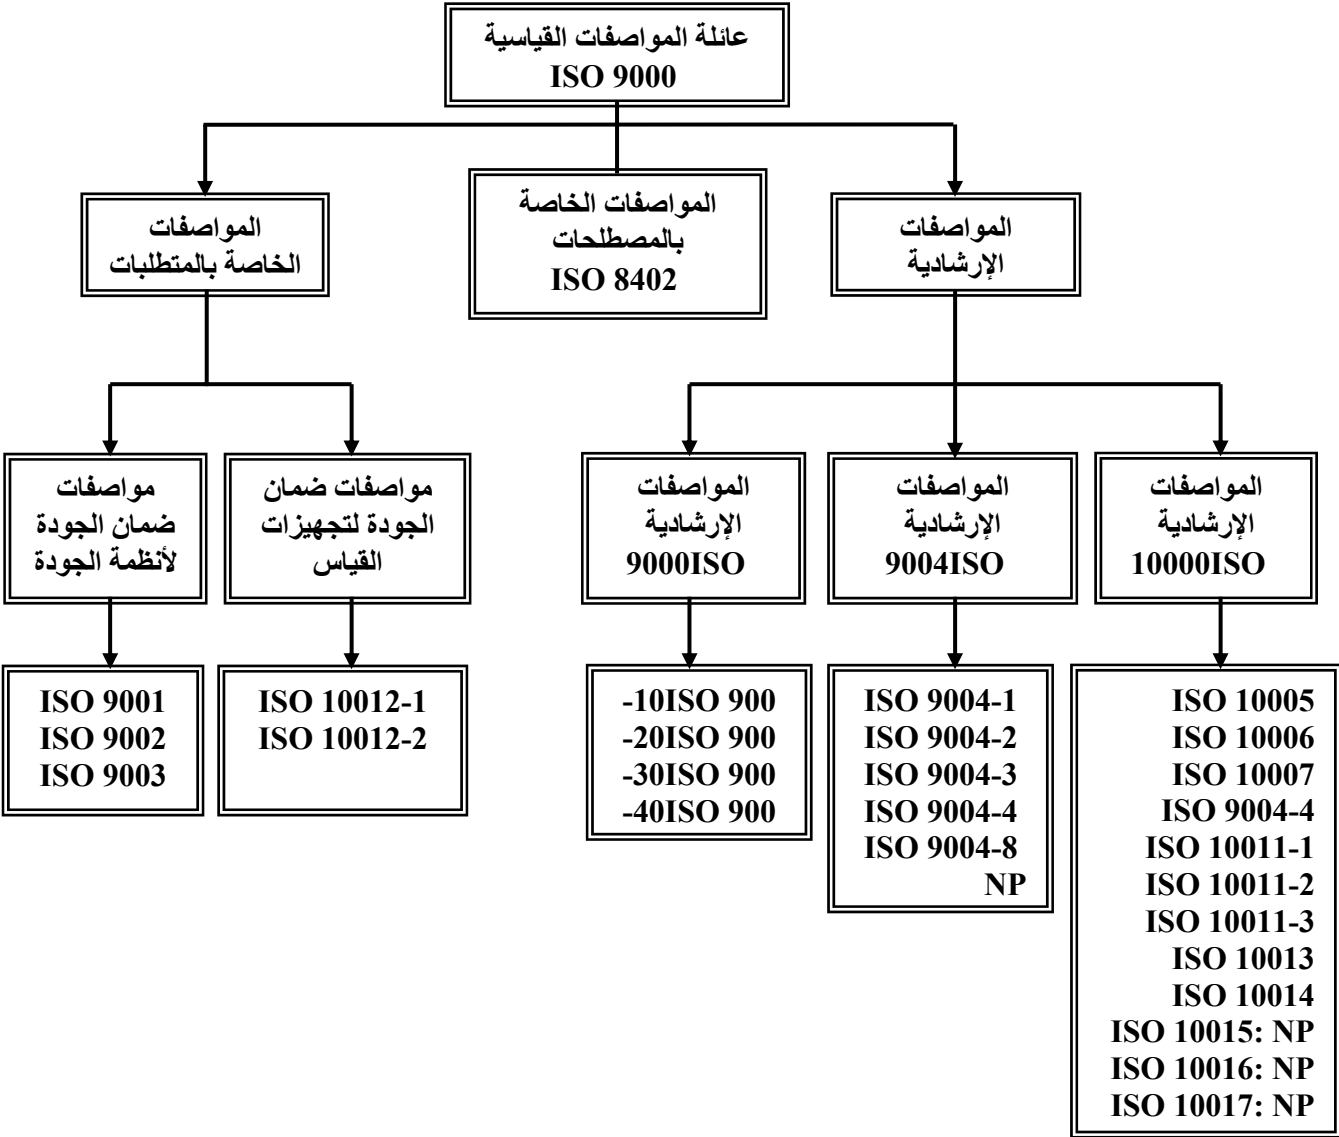 عائلة المواصفات القياسية
ISO 9000
المواصفات
الإرشادية
المواصفات الخاصة
بالمصطلحات
ISO 8402
المواصفات
الخاصة بالمتطلبات
المواصفات
الإرشادية
10000ISO
المواصفات
الإرشادية
9004ISO
المواصفات
الإرشادية
9000ISO
مواصفات ضمان
الجودة لتجهيزات
القياس
مواصفات
ضمان الجودة
لأنظمة الجودة
ISO 10005
ISO 10006
ISO 10007
ISO 9004-4
ISO 10011-1
ISO 10011-2
ISO 10011-3
ISO 10013
ISO 10014
ISO 10015: NP
ISO 10016: NP
ISO 10017: NP
ISO 9004-1
ISO 9004-2
ISO 9004-3
ISO 9004-4
ISO 9004-8
NP
-10ISO 900
-20ISO 900
-30ISO 900
-40ISO 900
ISO 10012-1
ISO 10012-2
ISO 9001
ISO 9002
ISO 9003